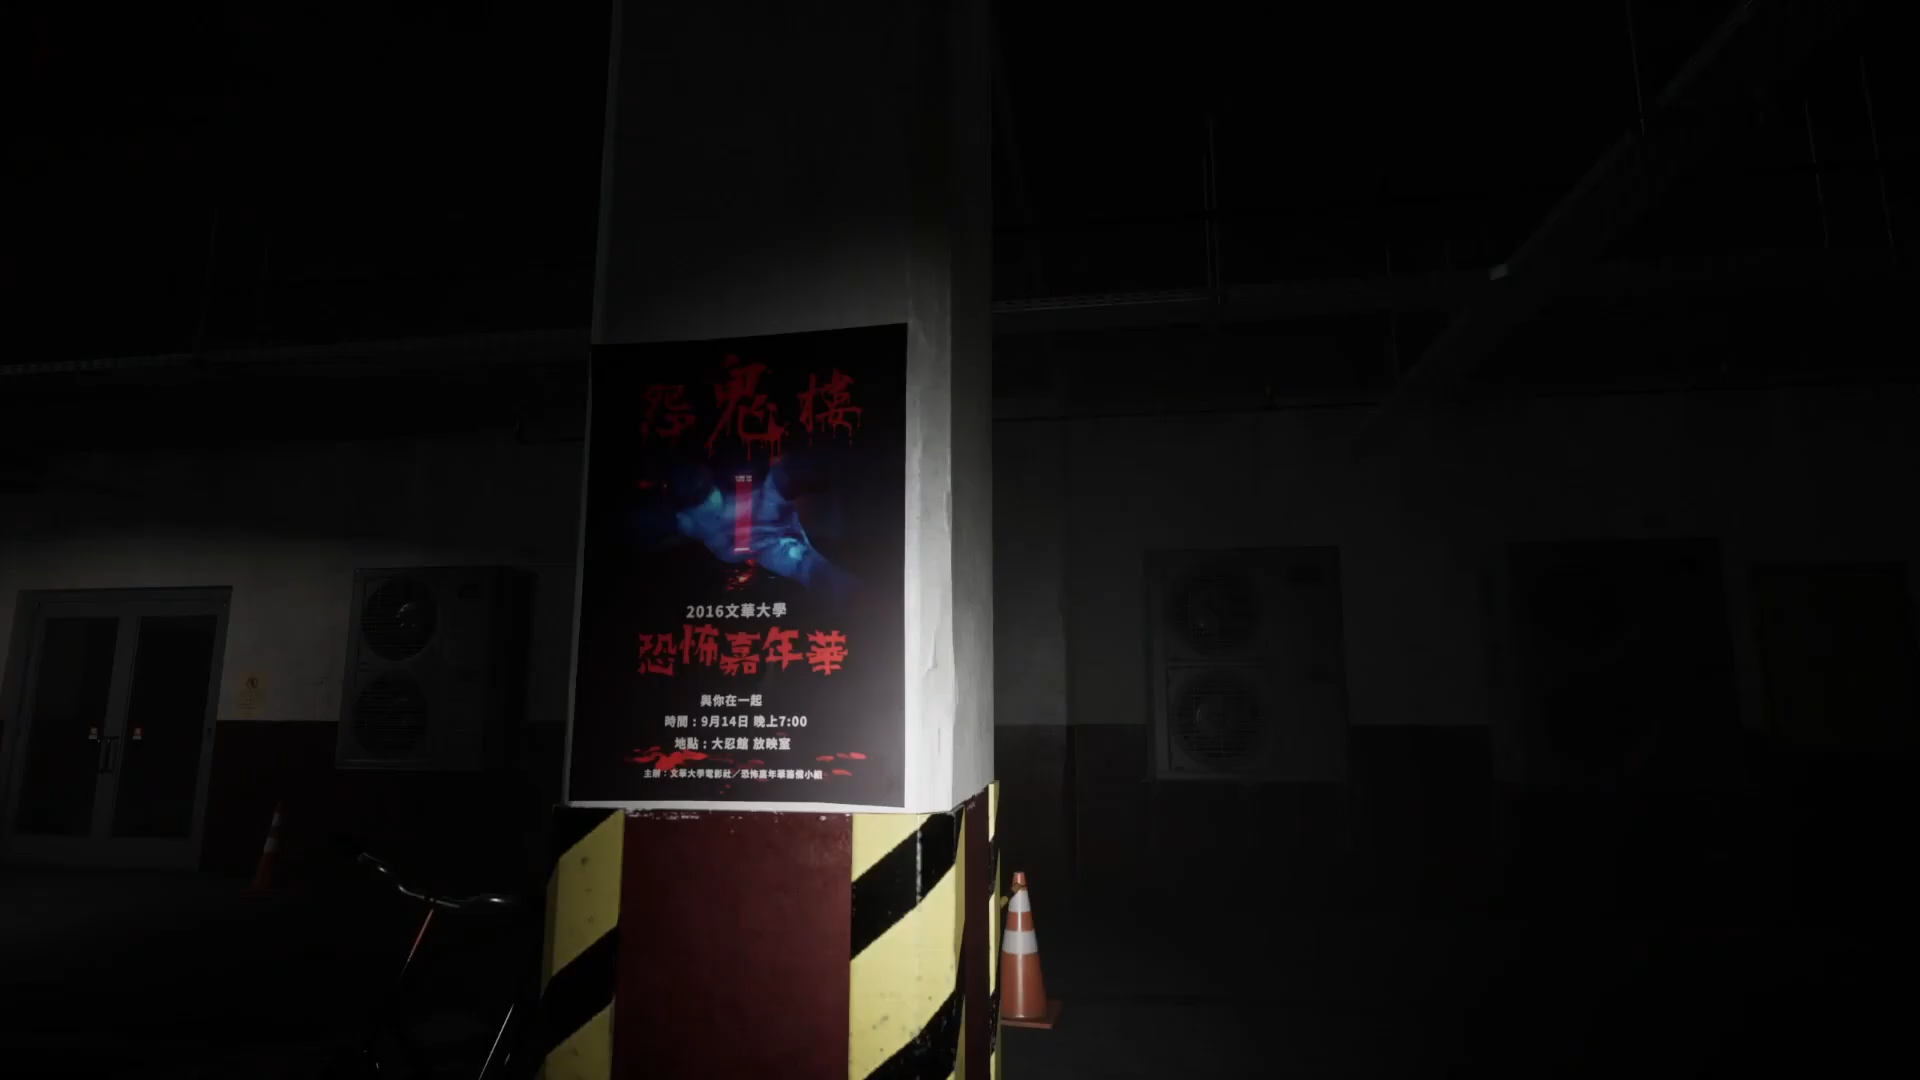 怨鬼樓
2016文華大學
恐怖嘉年華
與你在一起
時間：9月14日 晚上7:00
地點：大忍館 放映室
主辦：文華大學電影社／恐怖嘉年華籌備小組